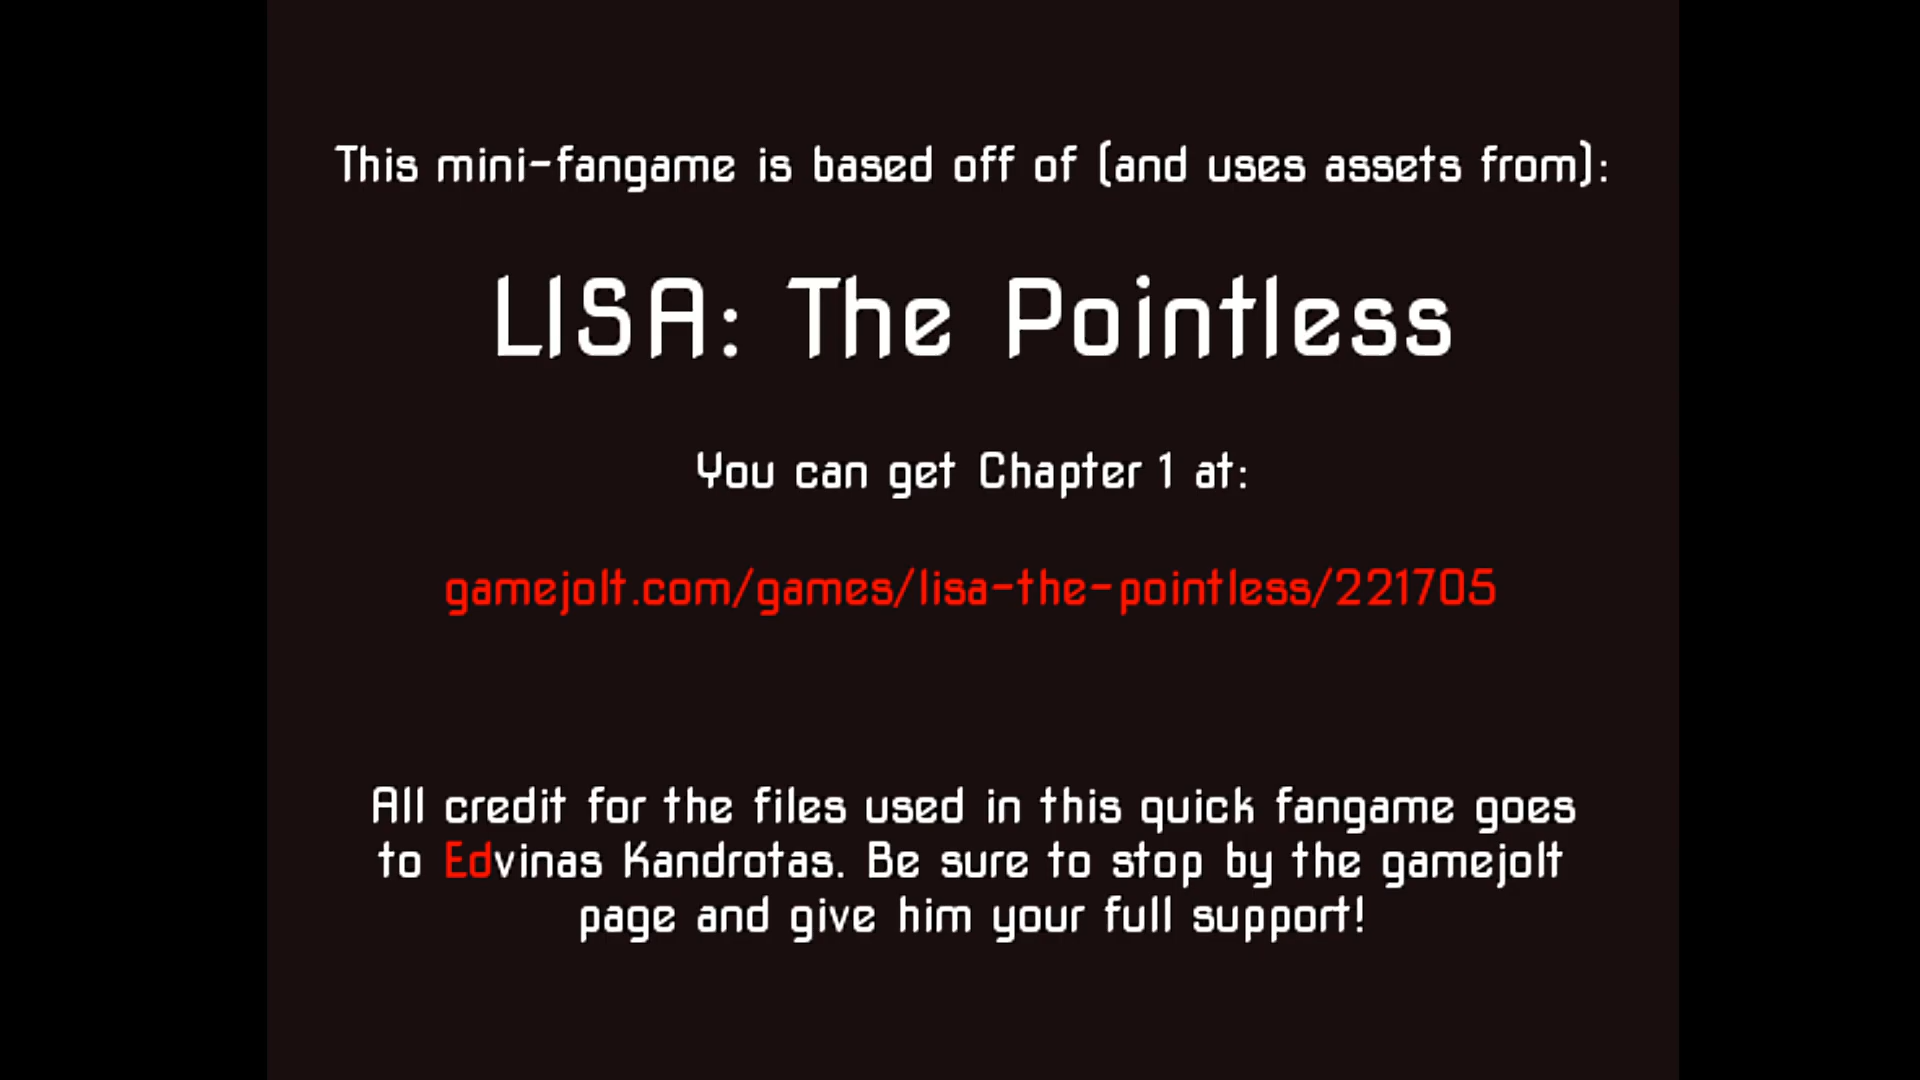 This mini-fangame is based off of (and uses assets from):
LISA: The Pointless
You can get Chapter 1 at:
gamejolt.com/games/lisa-the-pointless/221705
All credit for the files used in this quick fangame goes
to Edvinas Kandrotas. Be sure to stop by the gamejolt
page and give him your full support!